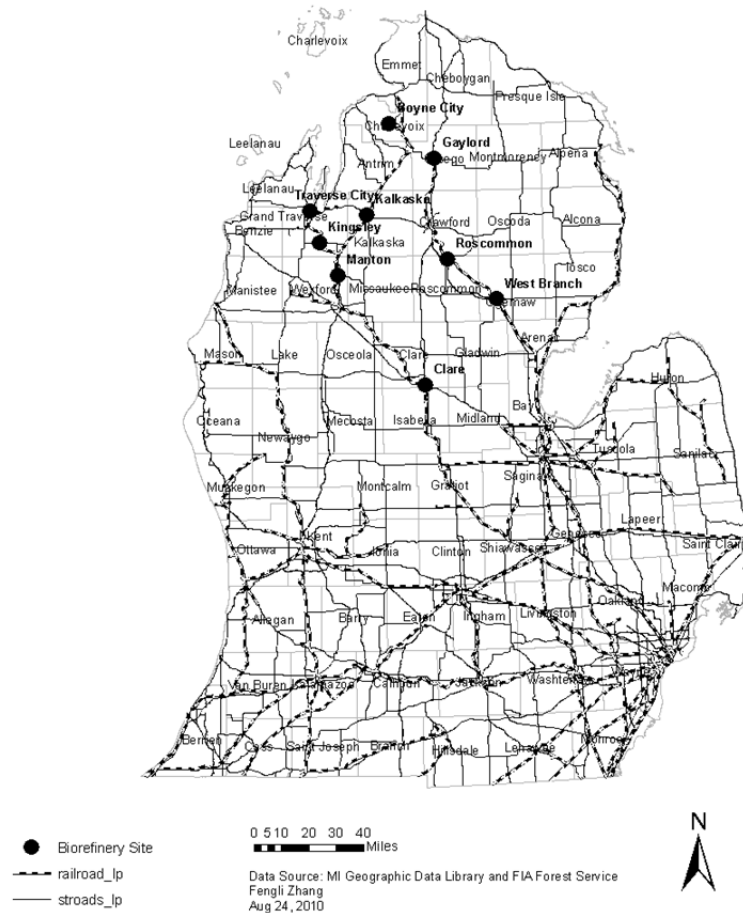 Charlevoix
Emmet
Cheboygan
Presque Isle
Boyne City
Charlevoix
Gaylord
Leelanau
Antrim
Montmorency
Alpena
Leelanau
Traverse City
Kalkaska
Grand Traverse
Crawford
Oscoda
Alcona
Benzie
Kingsley
Kalkaska
Roscommon
Manton
Iosco
Manistee
Wexford
Missaukee
Roscommon
West Branch
Ogemaw
Arenac
Mason
Lake
Osceola
Clare
Gladwin
Clare
Huron
Oceana
Mecosta
Isabella
Midland
Bay
Newaygo
Tuscola
Sanilac
Muskegon
Montcalm
Gratiot
Saginaw
Lapeer
Kent
Ottawa
Ionia
Clinton
Shiawassee
Genesee
Saint Clair
Macomb
Allegan
Barry
Eaton
Ingham
Livingston
Oakland
Van Buren
Kalamazoo
Calhoun
Jackson
Washtenaw
Berrien
Cass
Saint Joseph
Branch
Hillsdale
Lenawee
Monroe
Biorefinery Site
railroad_lp
stroads_lp
0 5 10 20 30 40
Miles
Data Source: MI Geographic Data Library and FIA Forest Service
Fengli Zhang
Aug 24, 2010
N